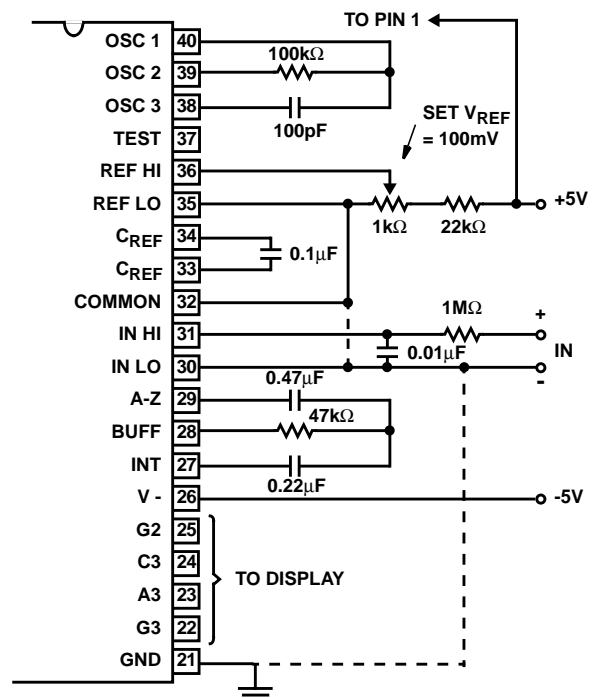 TO PIN 1
OSC 1 40
100kΩ
OSC 2 39
OSC 3 38
100pF
TEST 37
SET VREF
= 100mV
REF HI 36
REF LO 35
1kΩ 22kΩ +5V
CREF 34
0.1µF
CREF 33
COMMON 32
1MΩ
+
IN HI 31
0.01µF IN
IN LO 30
-
0.47µF
A-Z 29
47kΩ
BUFF 28
INT 27
0.22µF
V - 26 -5V
G2 25
C3 24
TO DISPLAY
A3 23
G3 22
GND 21